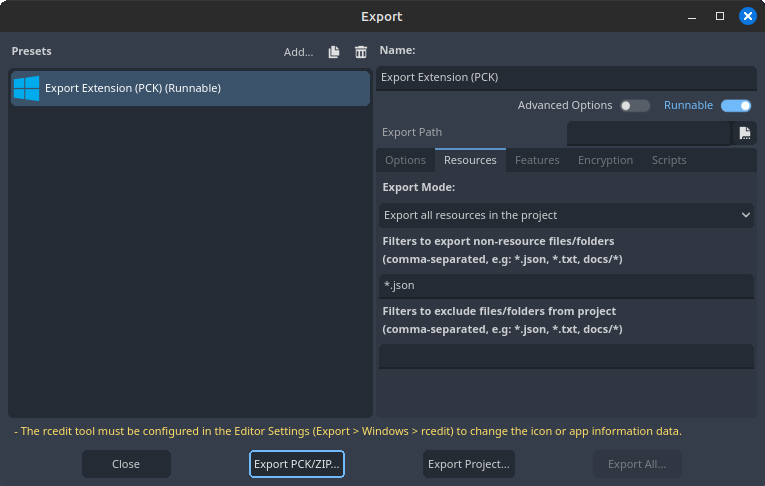 Export
Presets
Add...
Name:
Export Extension (PCK) (Runnable)
Export Extension (PCK)
Advanced Options
Runnable
Export Path
Options
Resources
Features
Encryption
Scripts
Export Mode:
Export all resources in the project
Filters to export non-resource files/folders
(comma-separated, e.g: *.json, *.txt, docs/*)
*.json
Filters to exclude files/folders from project
(comma-separated, e.g: *.json, *.txt, docs/*)
- The rcedit tool must be configured in the Editor Settings (Export > Windows > rcedit) to change the icon or app information data.
Close
Export PCK/ZIP...
Export Project...
Export All...